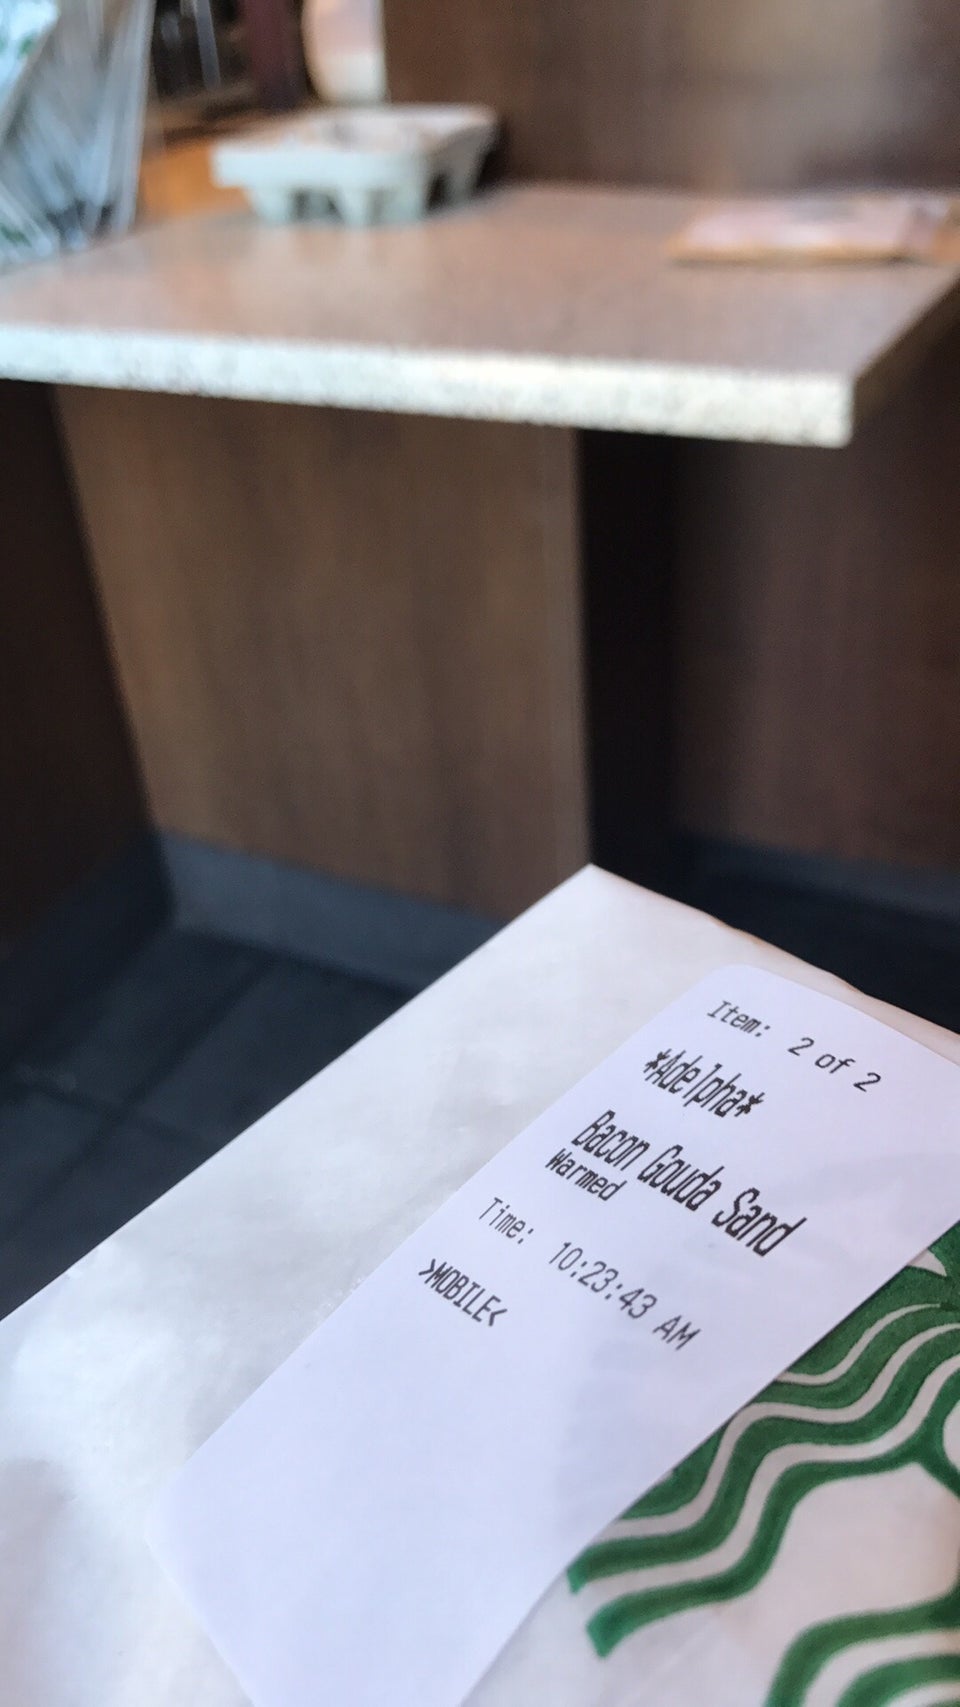 Item: 2 of 2
*Adelpha*
Bacon Gouda Sand
Warmed
Time: 10:23:43 AM
>MOBILE<